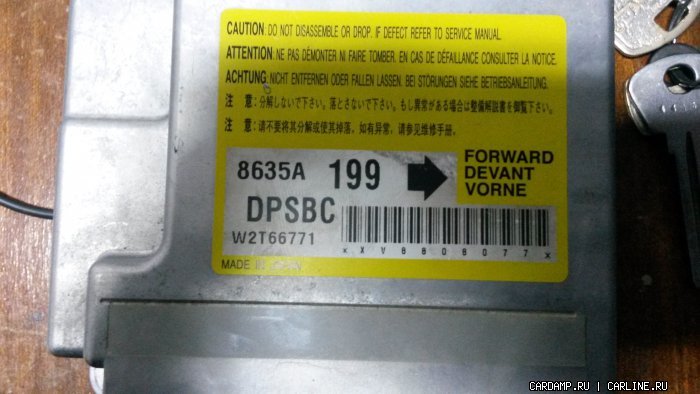 CAUTION: DO NOT DISASSEMBLE OR DROP. IF DEFECT REFER TO SERVICE MANUAL.
ATTENTION: NE PAS DÉMONTER NI FAIRE TOMBER. EN CAS DE DÉFAILLANCE CONSULTER LA NOTICE.
ACHTUNG: NICHT ENTFERNEN ODER FALLEN LASSEN. BEI STÖRUNGEN SIEHE BETRIEBSANLEITUNG.
注 意:分解しないで下さい。落とさないで下さい。もし異常がある場合は整備解説書を御覧下さい。
注 意:请不要将其分解或使其掉落。如有异常,请参见维修手册。
8635A 199
FORWARD
DEVANT
VORNE
DPSBC
W2T66771
*XV8808077*
MADE IN JAPAN
CARDAMP.RU | CARLINE.RU